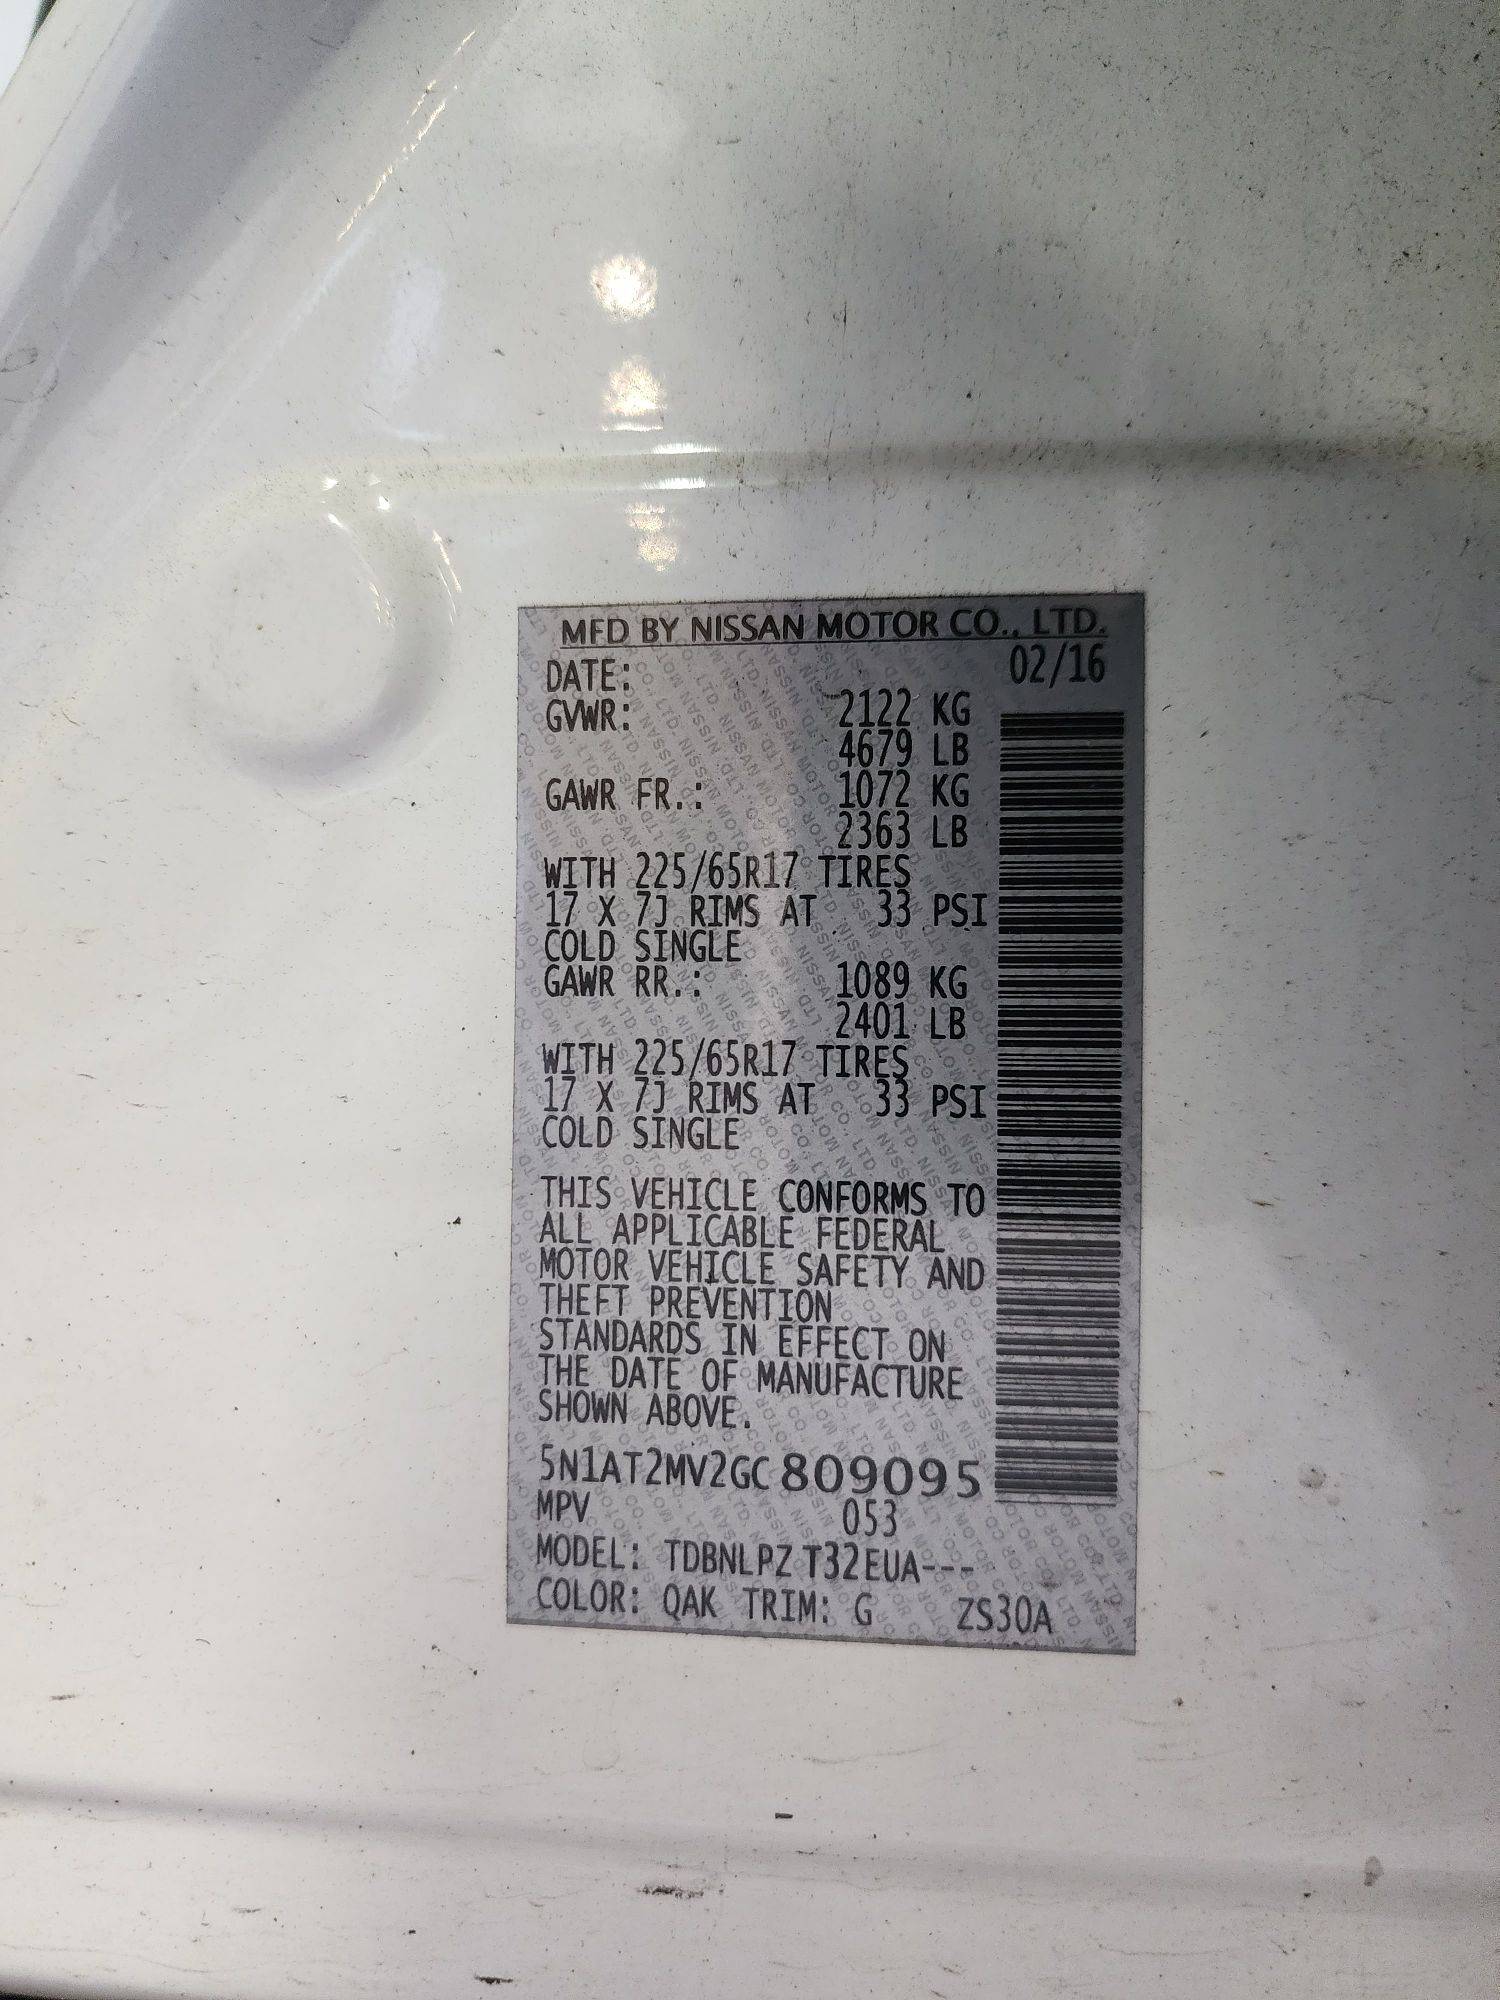 MFD BY NISSAN MOTOR CO., LTD.
DATE: 02/16
GVWR: 2122 KG
4679 LB
GAWR FR.: 1072 KG
2363 LB
WITH 225/65R17 TIRES
17 X 7J RIMS AT 33 PSI
COLD SINGLE
GAWR RR.: 1089 KG
2401 LB
WITH 225/65R17 TIRES
17 X 7J RIMS AT 33 PSI
COLD SINGLE
THIS VEHICLE CONFORMS TO
ALL APPLICABLE FEDERAL
MOTOR VEHICLE SAFETY AND
THEFT PREVENTION
STANDARDS IN EFFECT ON
THE DATE OF MANUFACTURE
SHOWN ABOVE.
5N1AT2MV2GC809095
MPV 053
MODEL: TDBNLPZ T32EUA---
COLOR: QAK TRIM: G ZS30A